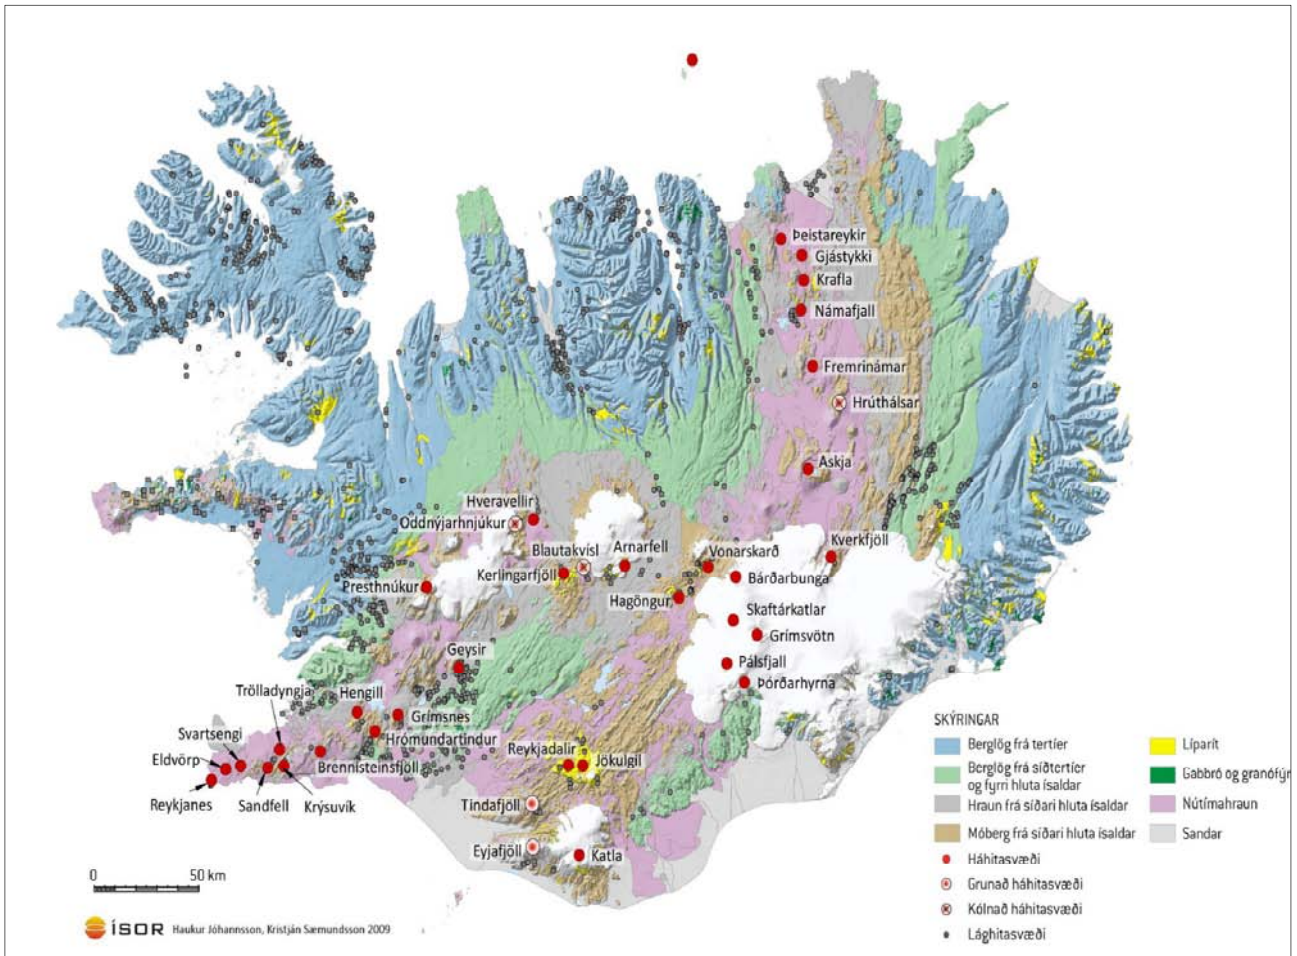 Þeistareykir
Gjástykki
Krafla
Námafjall
Fremrinámar
Hrúthálsar
Askja
Hveravellir
Oddnýjarhnjúkur
Blautakvísl
Arnarfell
Vonarskarð
Kverkfjöll
Kerlingarfjöll
Bárðarbunga
Presthnúkur
Hagöngur
Skaftárkatlar
Grímsvötn
Geysir
Pálsfjall
Þórðarhyrna
Trölladyngja
Hengill
Grímsnes
Svartsengi
Hrómundartindur
Eldvörp
Brennisteinsfjöll
Reykjadalir
Jökulgil
Reykjanes
Sandfell
Krýsuvík
Tindafjöll
Eyjafjöll
Katla
0 50 km
ÍSOR Haukur Jóhannsson, Kristján Sæmundsson 2009
SKÝRINGAR
Berglög frá tertíer
Berglög frá síðtertíer
og fyrri hluta ísaldar
Hraun frá síðari hluta ísaldar
Móberg frá síðari hluta ísaldar
Háhitasvæði
Grunað háhitasvæði
Kólnað háhitasvæði
Lághitasvæði
Líparít
Gabbró og granófýr
Nútímahraun
Sandar